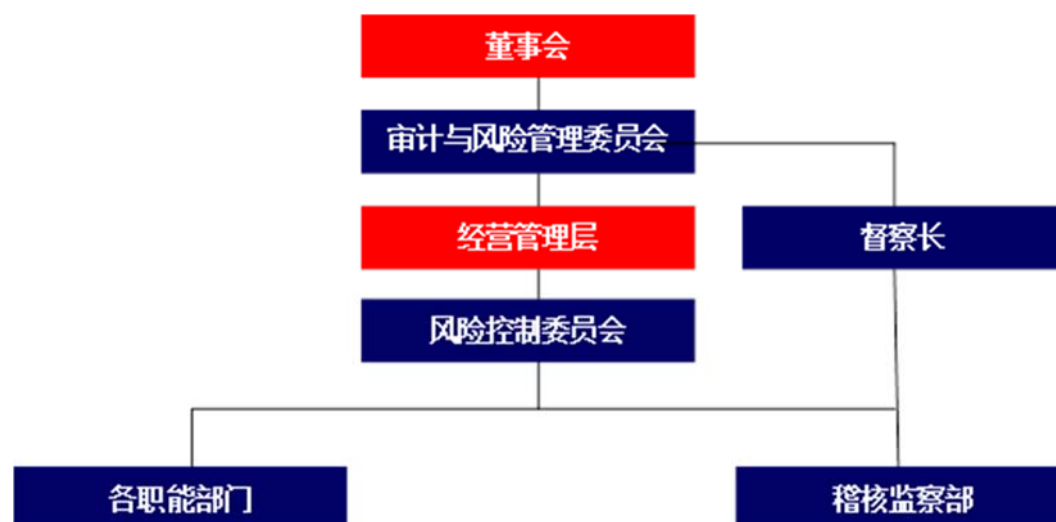 董事会
审计与风险管理委员会
经营管理层
督察长
风险控制委员会
各职能部门
稽核监察部